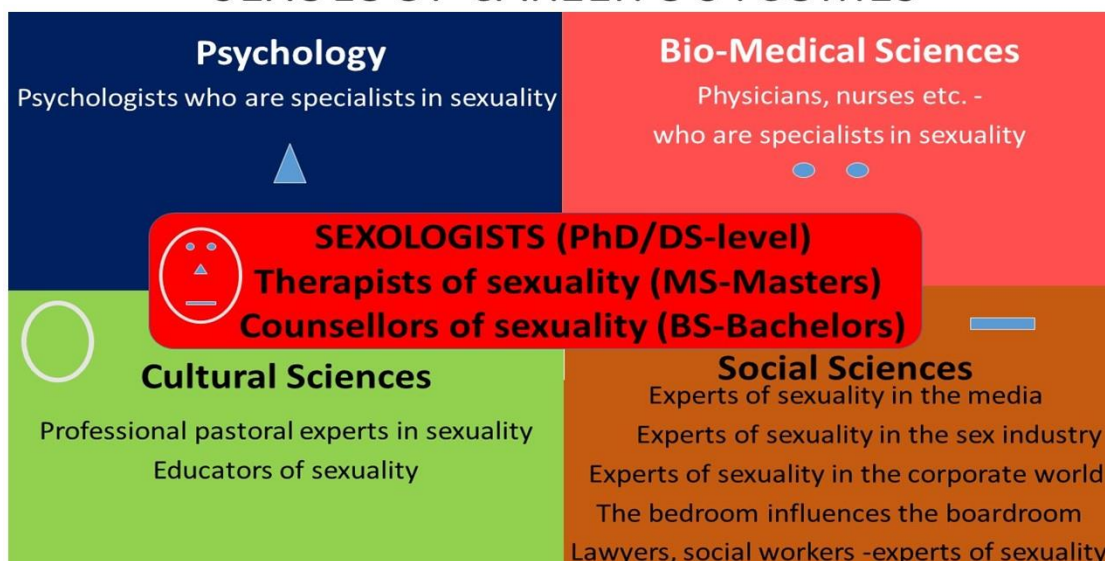 SEXOLOGY CAREER OUTCOMES
Psychology
Psychologists who are specialists in sexuality
Bio-Medical Sciences
Physicians, nurses etc. -
who are specialists in sexuality
SEXOLOGISTS (PhD/DS-level)
Therapists of sexuality (MS-Masters)
Counsellors of sexuality (BS-Bachelors)
Cultural Sciences
Professional pastoral experts in sexuality
Educators of sexuality
Social Sciences
Experts of sexuality in the media
Experts of sexuality in the sex industry
Experts of sexuality in the corporate world
The bedroom influences the boardroom
Lawyers, social workers -experts of sexuality